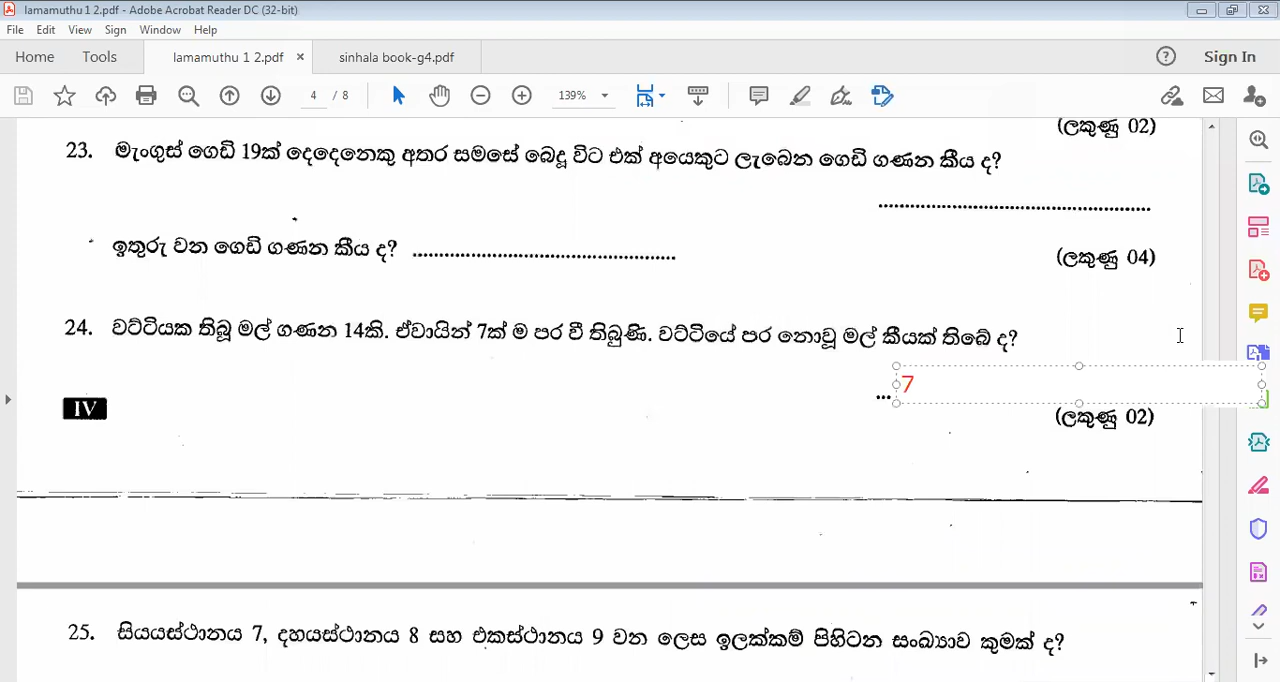 lamamuthu 1 2.pdf - Adobe Acrobat Reader DC (32-bit)
File Edit View Sign Window Help
Home Tools lamamuthu 1 2.pdf × sinhala book-g4.pdf Sign In
4 / 8 139%
(ලකුණු 02)
23. මැංගුස් ගෙඩි 19ක් දෙදෙනෙකු අතර සමසේ බෙදූ විට එක් අයෙකුට ලැබෙන ගෙඩි ගණන කීය ද?
....................................................
ඉතුරු වන ගෙඩි ගණන කීය ද? ..................................................
(ලකුණු 04)
24. වට්ටියක තිබූ මල් ගණන 14කි. ඒවායින් 7ක් ම පර වී තිබුණි. වට්ටියේ පර නොවූ මල් කීයක් තිබේ ද?
... 7
IV
(ලකුණු 02)
25. සියයස්ථානය 7, දහයස්ථානය 8 සහ එකස්ථානය 9 වන ලෙස ඉලක්කම් පිහිටන සංඛ්‍යාව කුමක් ද?